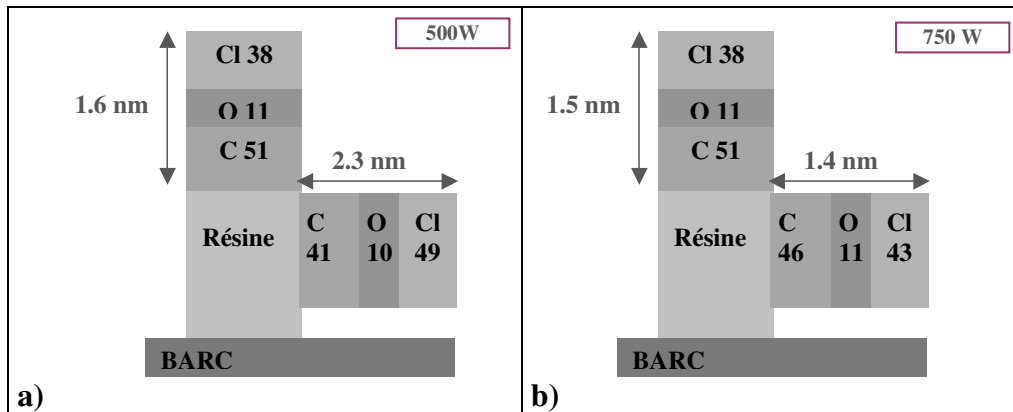 500W
Cl 38
1.6 nm
O 11
C 51
2.3 nm
Résine
C
41
O
10
Cl
49
BARC
a)
750 W
Cl 38
1.5 nm
O 11
C 51
1.4 nm
Résine
C
46
O
11
Cl
43
BARC
b)